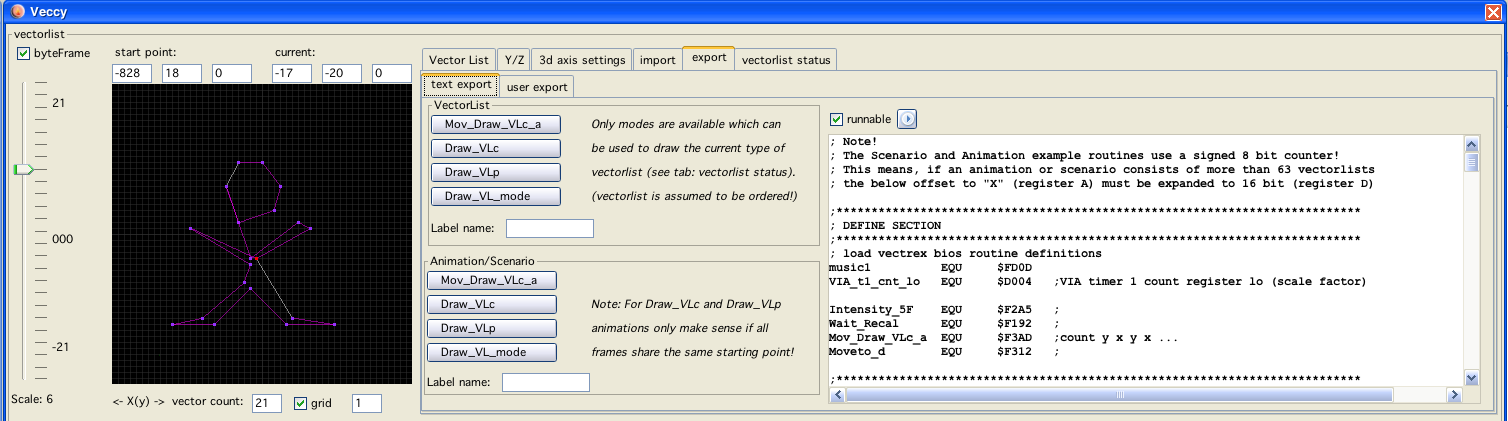 Veccy
vectorlist
byteFrame
start point:
current:
-828
18
0
-17
-20
0
21
000
-21
Scale: 6
<- X(y) -> vector count: 21
grid
1
Vector List
Y/Z
3d axis settings
import
export
vectorlist status
text export
user export
VectorList
Mov_Draw_VLc_a
Draw_VLc
Draw_VLp
Draw_VL_mode
Only modes are available which can
be used to draw the current type of
vectorlist (see tab: vectorlist status).
(vectorlist is assumed to be ordered!)
Label name:
Animation/Scenario
Mov_Draw_VLc_a
Draw_VLc
Draw_VLp
Draw_VL_mode
Note: For Draw_VLc and Draw_VLp
animations only make sense if all
frames share the same starting point!
Label name:
runnable
; Note!
; The Scenario and Animation example routines use a signed 8 bit counter!
; This means, if an animation or scenario consists of more than 63 vectorlists
; the below offset to "X" (register A) must be expanded to 16 bit (register D)
;***************************************************************************
; DEFINE SECTION
;***************************************************************************
; load vectrex bios routine definitions
music1 EQU $FD0D
VIA_t1_cnt_lo EQU $D004 ;VIA timer 1 count register lo (scale factor)
Intensity_5F EQU $F2A5 ;
Wait_Recal EQU $F192 ;
Mov_Draw_VLc_a EQU $F3AD ;count y x y x ...
Moveto_d EQU $F312 ;
;***************************************************************************